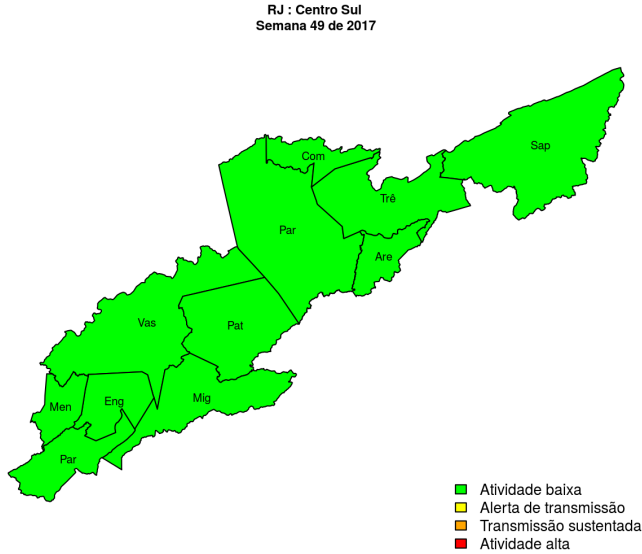 RJ : Centro Sul
Semana 49 de 2017
Sap
Com
Trê
Par
Are
Vas
Pat
Mig
Men
Eng
Par
Atividade baixa
Alerta de transmissão
Transmissão sustentada
Atividade alta